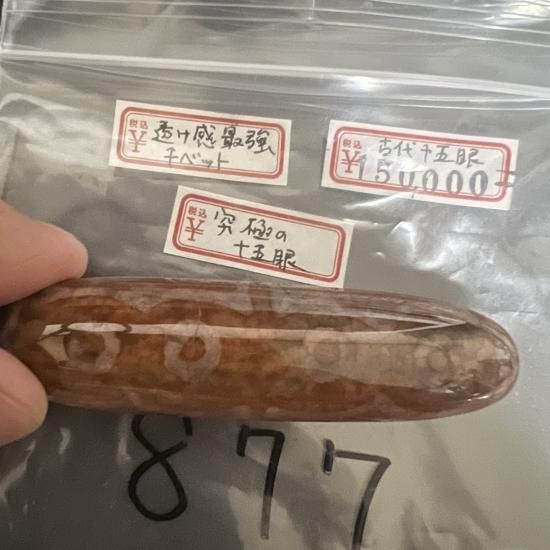 税込
¥
透け感最強
チベット
税込
¥
古代十五眼
150,000=
税込
¥
究極の
十五眼
877